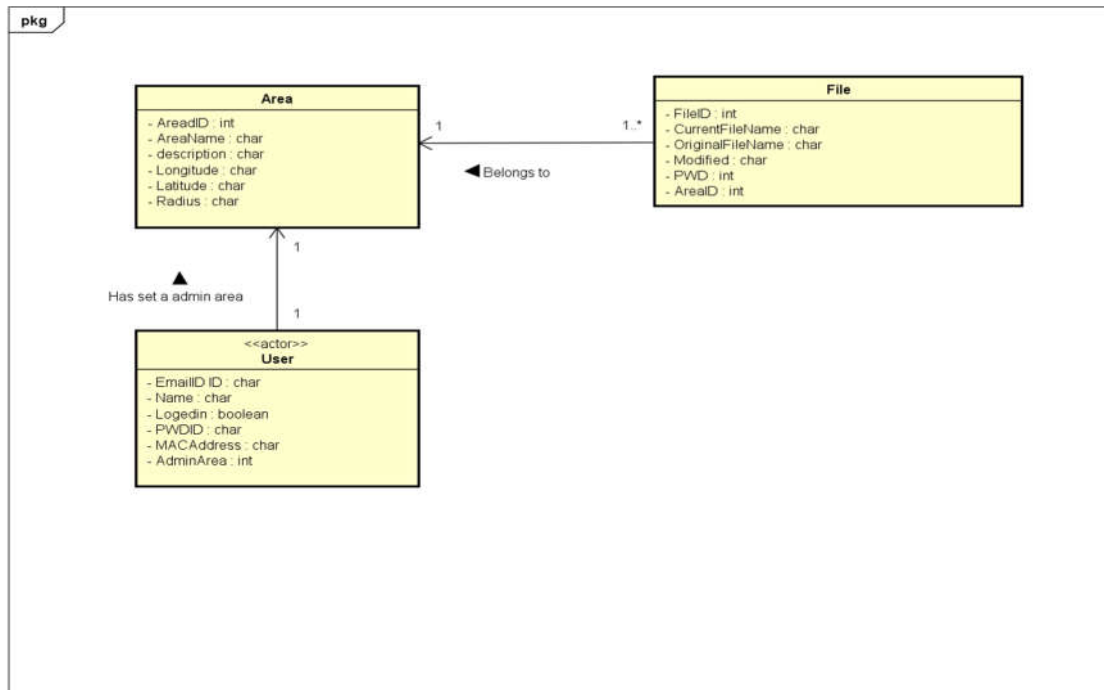 pkg
Area
- AreadID : int
- AreaName : char
- description : char
- Longitude : char
- Latitude : char
- Radius : char
File
- FileID : int
- CurrentFileName : char
- OriginalFileName : char
- Modified : char
- PWD : int
- AreaID : int
1
1..*
◀ Belongs to
1
▲
Has set a admin area
1
<<actor>>
User
- EmailID ID : char
- Name : char
- Logedin : boolean
- PWDID : char
- MACAddress : char
- AdminArea : int